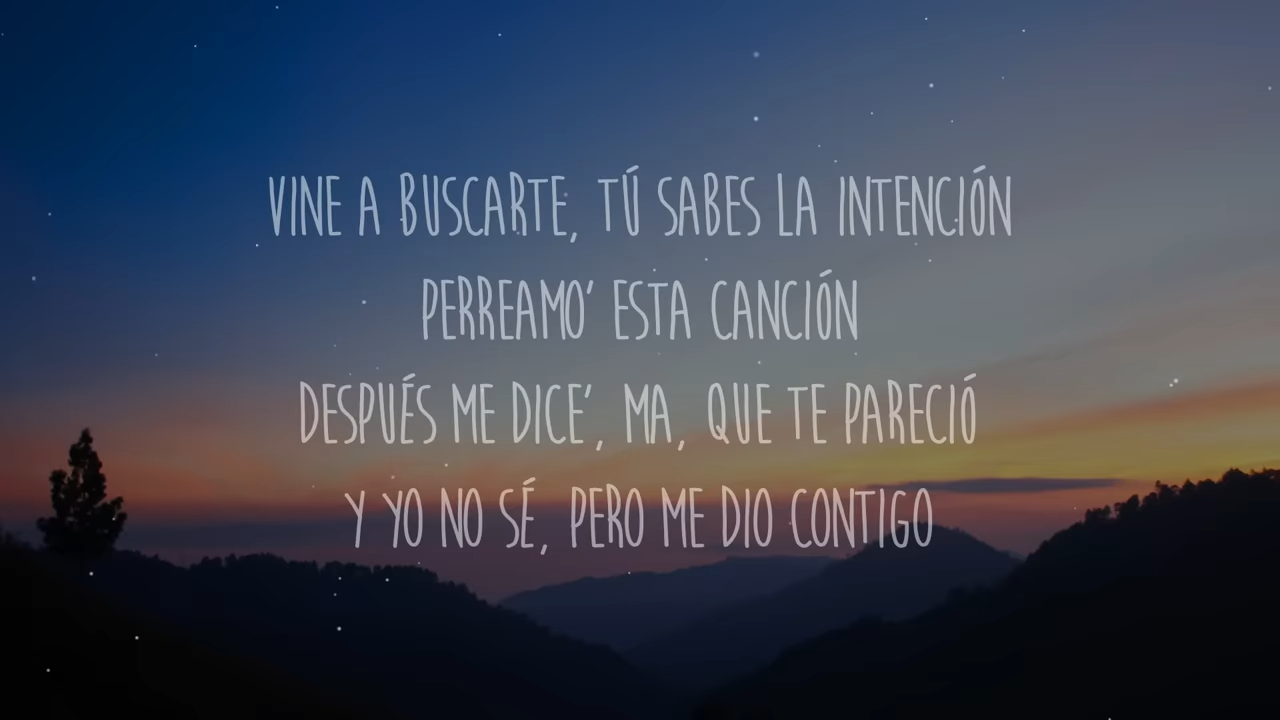 VINE A BUSCARTE, TÚ SABES LA INTENCIÓN
PERREAMO' ESTA CANCIÓN
DESPUÉS ME DICE', MA, QUE TE PARECIÓ
Y YO NO SÉ, PERO ME DIO CONTIGO